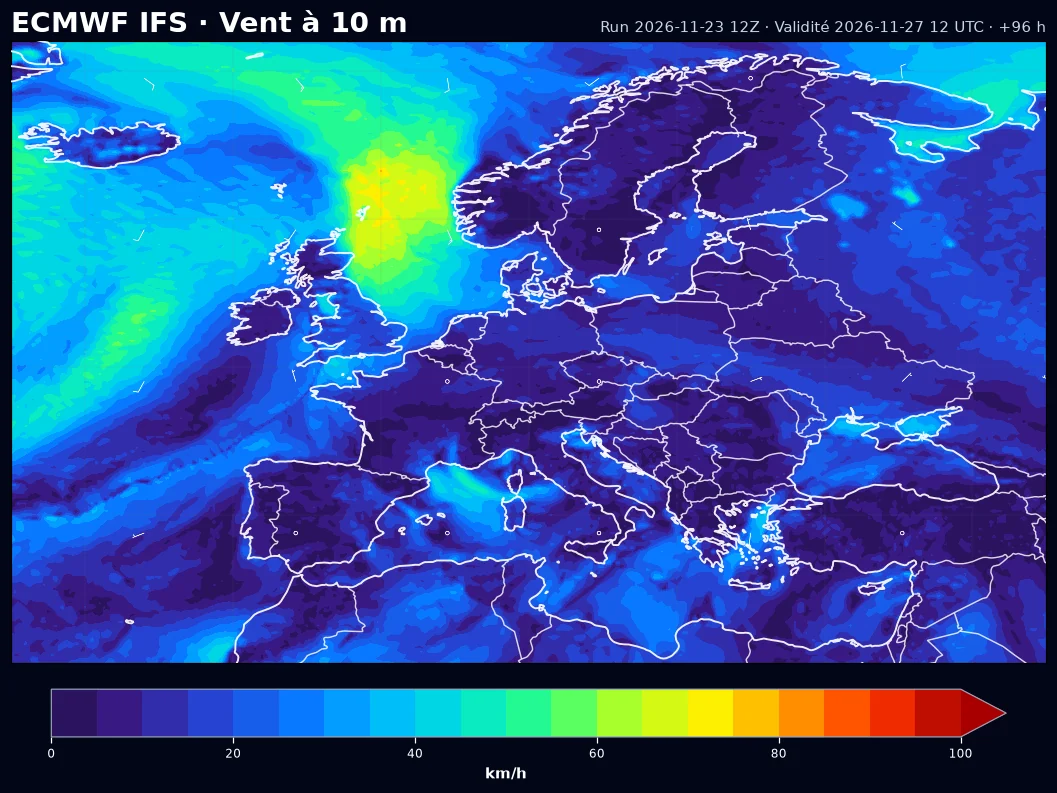 ECMWF IFS · Vent à 10 m
Run 2026-11-23 12Z · Validité 2026-11-27 12 UTC · +96 h
0 20 40 60 80 100
km/h